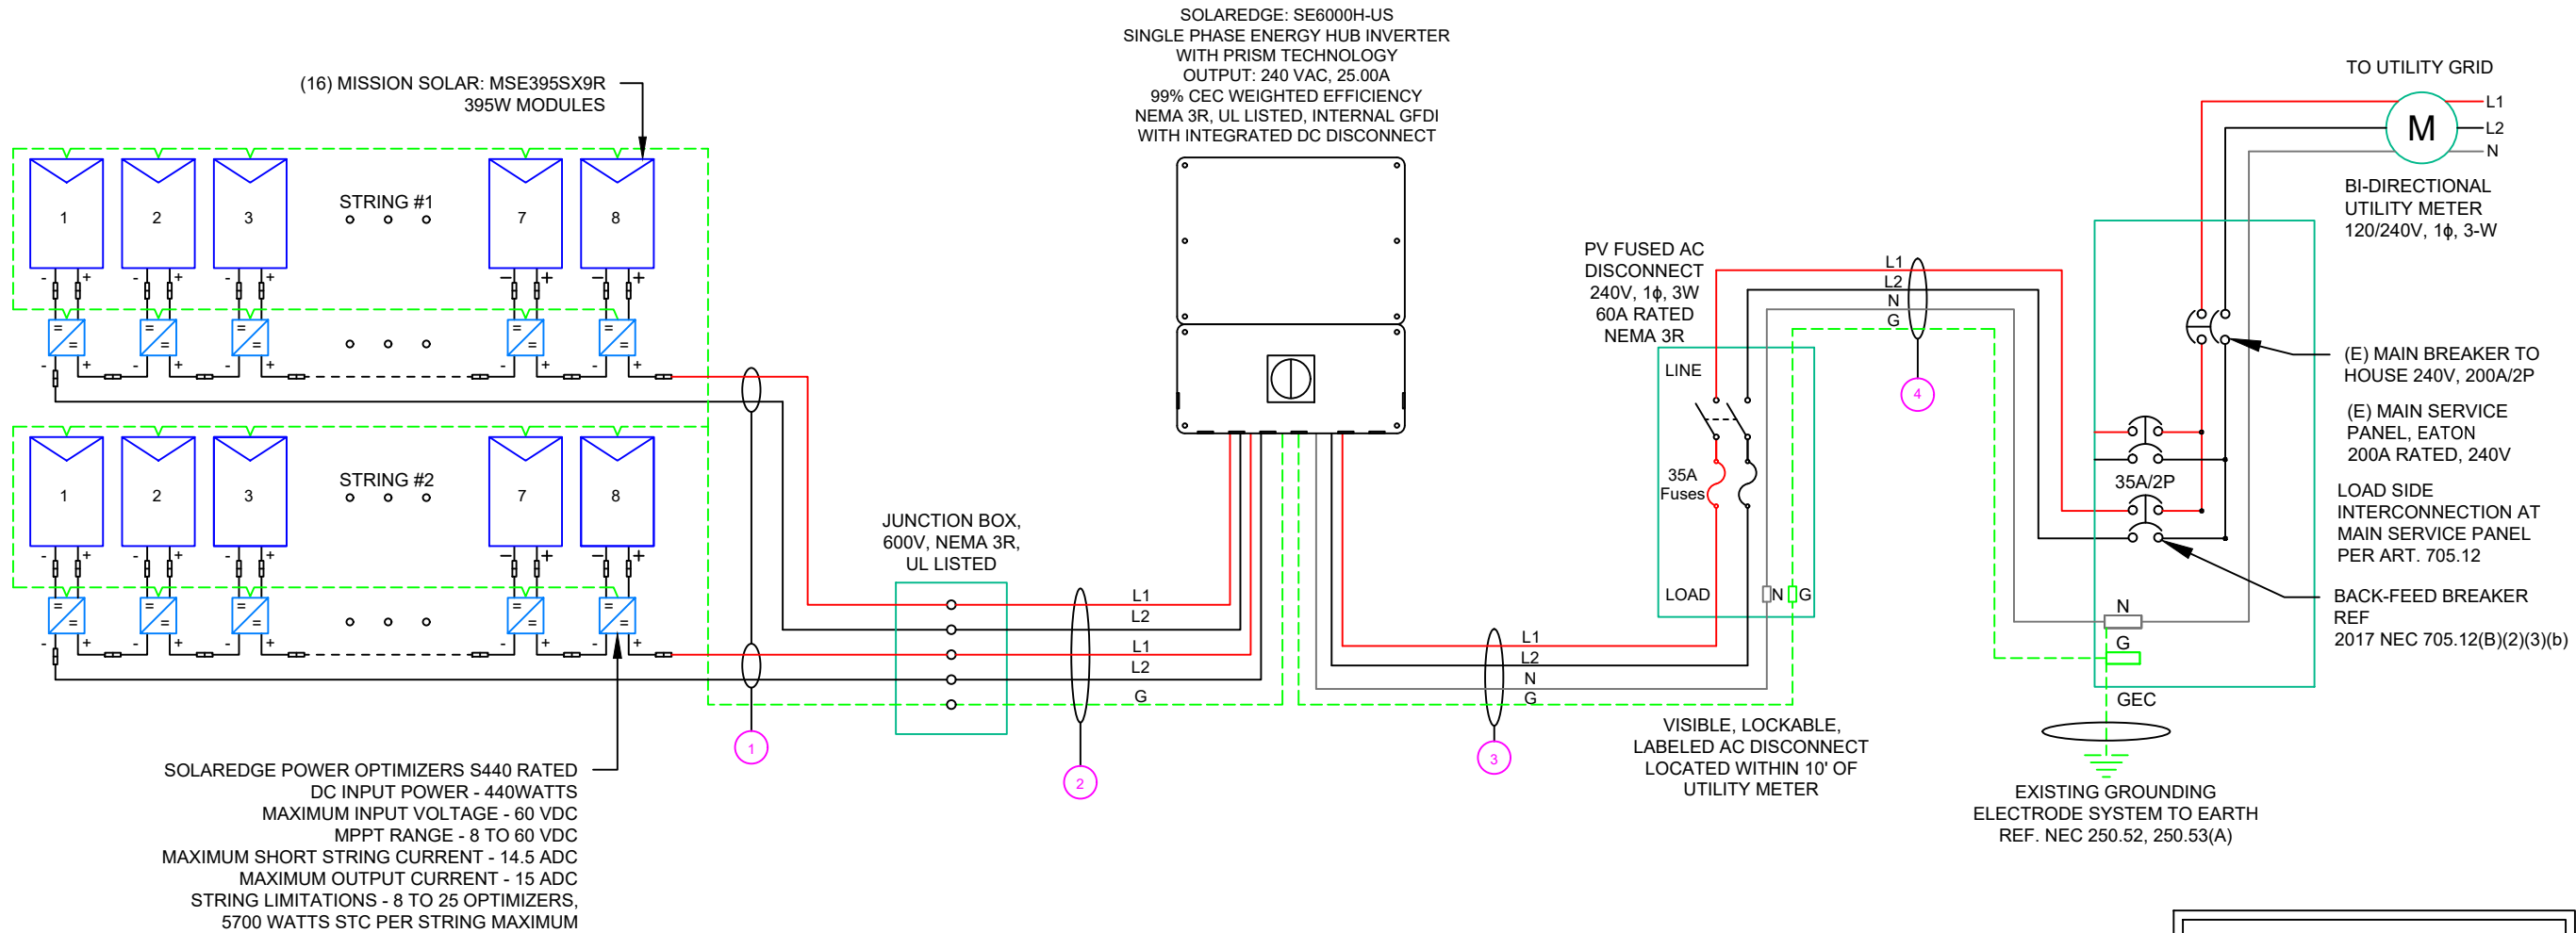 SOLAREDGE: SE6000H-US
SINGLE PHASE ENERGY HUB INVERTER
WITH PRISM TECHNOLOGY
OUTPUT: 240 VAC, 25.00A
99% CEC WEIGHTED EFFICIENCY
NEMA 3R, UL LISTED, INTERNAL GFDI
WITH INTEGRATED DC DISCONNECT
(16) MISSION SOLAR: MSE395SX9R
395W MODULES
1
2
3
STRING #1
7
8
- + - + - + - + - +
= = = = = = = = = =
- + - + - + - + - +
1
2
3
STRING #2
7
8
- + - + - + - + - +
= = = = = = = = = =
- + - + - + - + - +
SOLAREDGE POWER OPTIMIZERS S440 RATED
DC INPUT POWER - 440WATTS
MAXIMUM INPUT VOLTAGE - 60 VDC
MPPT RANGE - 8 TO 60 VDC
MAXIMUM SHORT STRING CURRENT - 14.5 ADC
MAXIMUM OUTPUT CURRENT - 15 ADC
STRING LIMITATIONS - 8 TO 25 OPTIMIZERS,
5700 WATTS STC PER STRING MAXIMUM
1
JUNCTION BOX,
600V, NEMA 3R,
UL LISTED
L1
L2
L1
L2
G
2
L1
L2
N
G
3
PV FUSED AC
DISCONNECT
240V, 1ϕ, 3W
60A RATED
NEMA 3R
LINE
35A
Fuses
LOAD
N G
VISIBLE, LOCKABLE,
LABELED AC DISCONNECT
LOCATED WITHIN 10' OF
UTILITY METER
L1
L2
N
G
4
TO UTILITY GRID
M
L1
L2
N
BI-DIRECTIONAL
UTILITY METER
120/240V, 1ϕ, 3-W
(E) MAIN BREAKER TO
HOUSE 240V, 200A/2P
(E) MAIN SERVICE
PANEL, EATON
200A RATED, 240V
35A/2P
LOAD SIDE
INTERCONNECTION AT
MAIN SERVICE PANEL
PER ART. 705.12
BACK-FEED BREAKER
REF
2017 NEC 705.12(B)(2)(3)(b)
N
G
GEC
EXISTING GROUNDING
ELECTRODE SYSTEM TO EARTH
REF. NEC 250.52, 250.53(A)